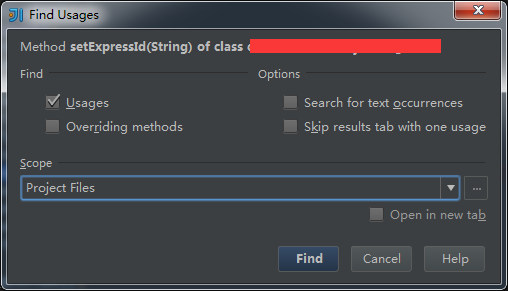 Find Usages
Method setExpressId(String) of class
Find
Options
Usages
Search for text occurrences
Overriding methods
Skip results tab with one usage
Scope
Project Files
...
Open in new tab
Find
Cancel
Help